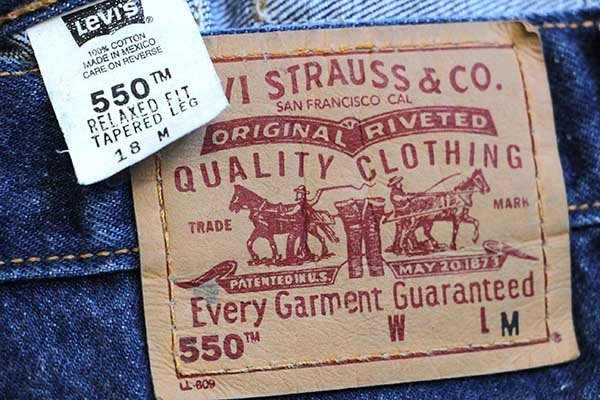 Levi's
100% COTTON
MADE IN MEXICO
CARE ON REVERSE
550™
RELAXED FIT
TAPERED LEG
18 M
VI STRAUSS & CO.
SAN FRANCISCO CAL
ORIGINAL RIVETED
QUALITY CLOTHING
TRADE MARK
PATENTED IN U.S. MAY 20 1873
Every Garment Guaranteed
550™ W L M
LL-609 ®